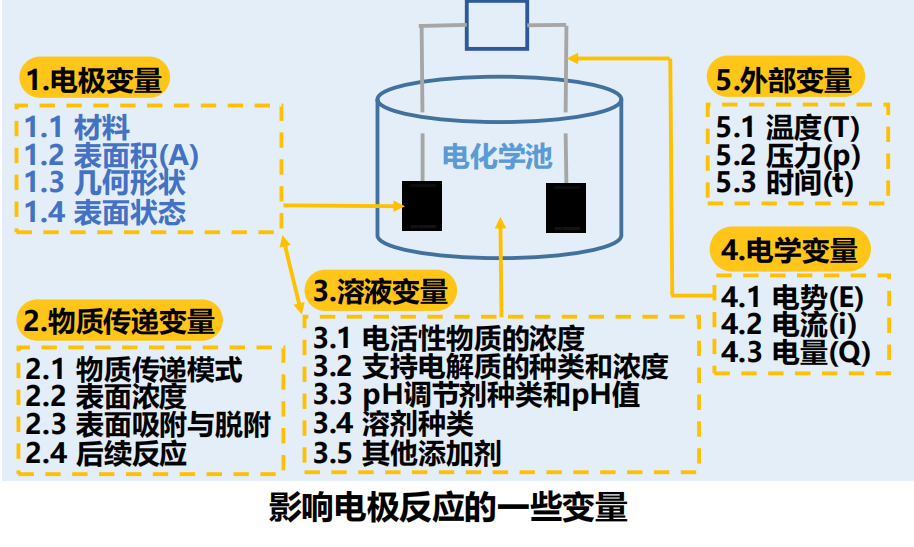 1.电极变量
1.1 材料
1.2 表面积(A)
1.3 几何形状
1.4 表面状态
电化学池
5.外部变量
5.1 温度(T)
5.2 压力(p)
5.3 时间(t)
4.电学变量
4.1 电势(E)
4.2 电流(i)
4.3 电量(Q)
2.物质传递变量
2.1 物质传递模式
2.2 表面浓度
2.3 表面吸附与脱附
2.4 后续反应
3.溶液变量
3.1 电活性物质的浓度
3.2 支持电解质的种类和浓度
3.3 pH调节剂种类和pH值
3.4 溶剂种类
3.5 其他添加剂
影响电极反应的一些变量